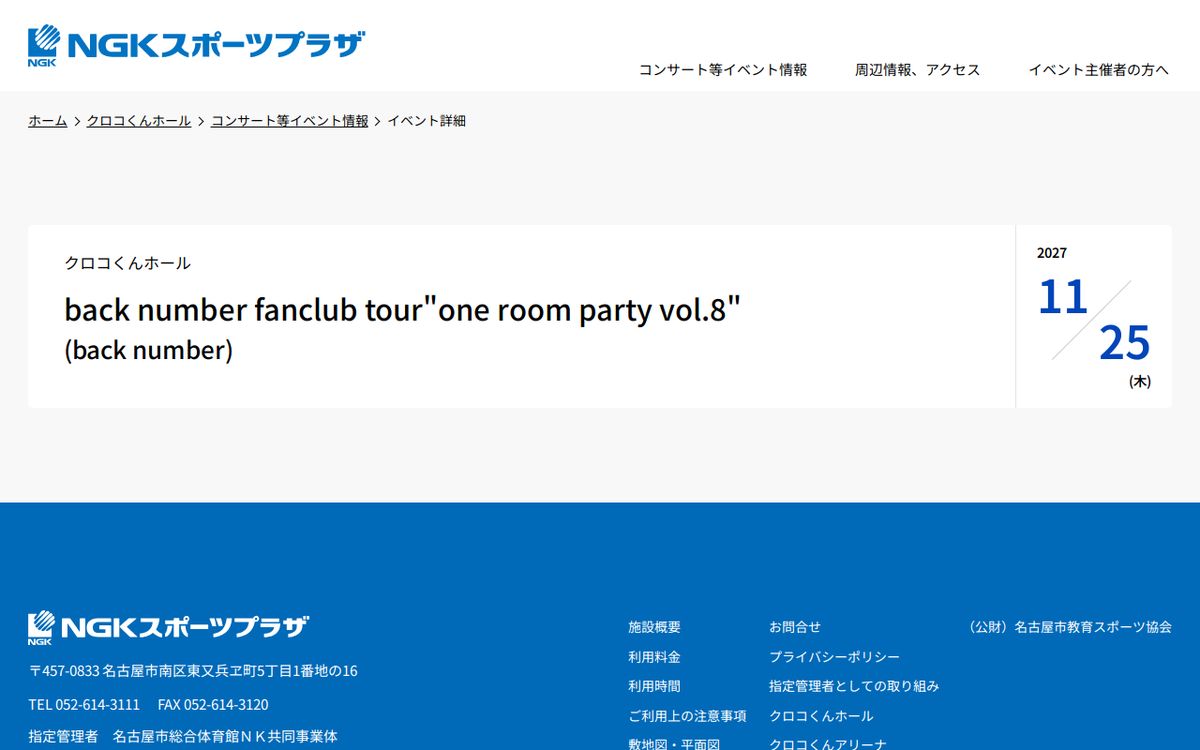 NGK NGKスポーツプラザ
コンサート等イベント情報 周辺情報、アクセス イベント主催者の方へ
ホーム > クロコくんホール > コンサート等イベント情報 > イベント詳細
クロコくんホール
back number fanclub tour"one room party vol.8"
(back number)
2027
11
25
(木)
NGK NGKスポーツプラザ
〒457-0833 名古屋市南区東又兵ヱ町5丁目1番地の16
TEL 052-614-3111 FAX 052-614-3120
指定管理者 名古屋市総合体育館ＮＫ共同事業体
施設概要
利用料金
利用時間
ご利用上の注意事項
敷地図・平面図
お問合せ
プライバシーポリシー
指定管理者としての取り組み
クロコくんホール
クロコくんアリーナ
（公財）名古屋市教育スポーツ協会